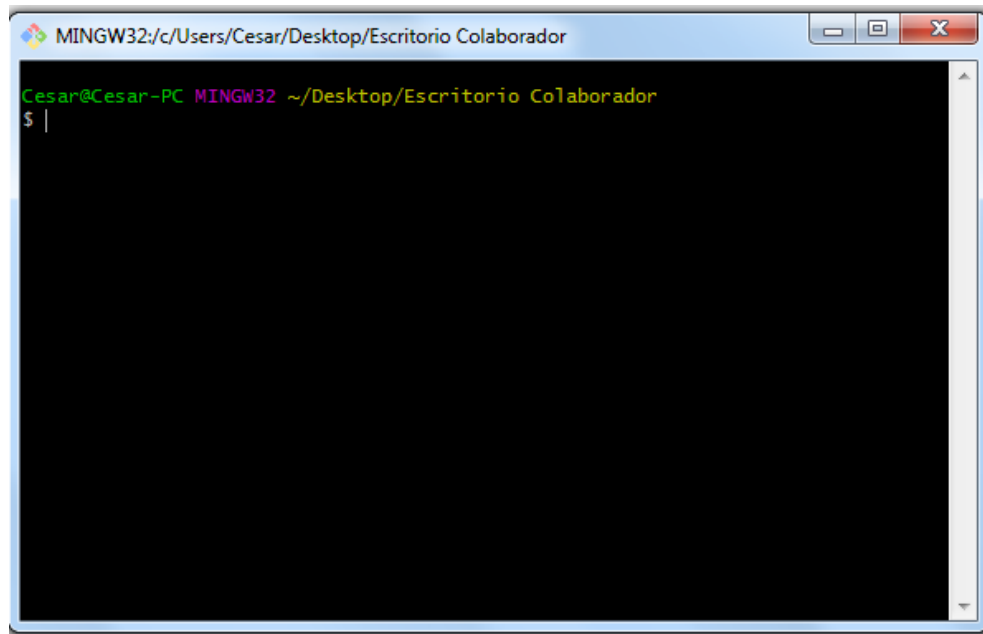 MINGW32:/c/Users/Cesar/Desktop/Escritorio Colaborador
Cesar@Cesar-PC MINGW32 ~/Desktop/Escritorio Colaborador
$